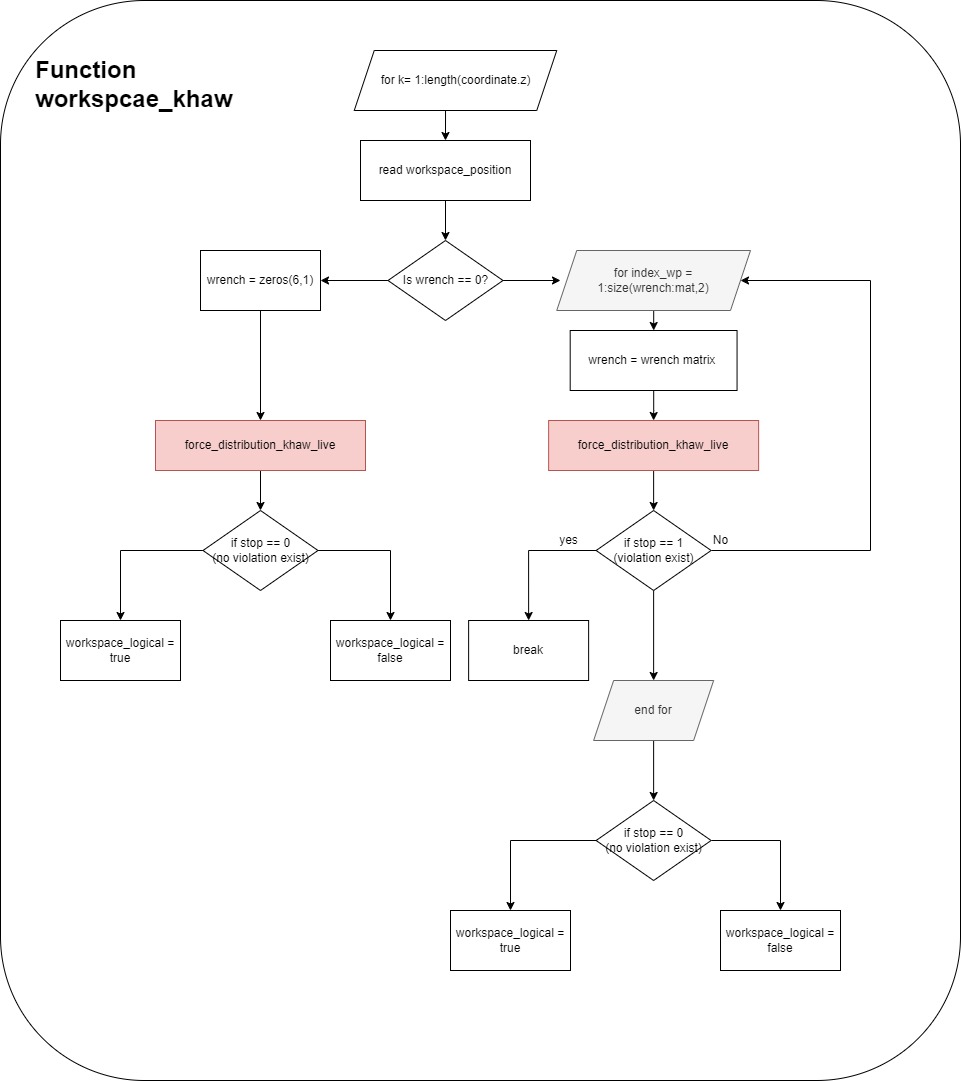 Function
workspcae_khaw
for k= 1:length(coordinate.z)
read workspace_position
wrench = zeros(6,1)
Is wrench == 0?
for index_wp =
1:size(wrench:mat,2)
wrench = wrench matrix
force_distribution_khaw_live
force_distribution_khaw_live
if stop == 0
(no violation exist)
yes
if stop == 1
(violation exist)
No
workspace_logical =
true
workspace_logical =
false
break
end for
if stop == 0
(no violation exist)
workspace_logical =
true
workspace_logical =
false